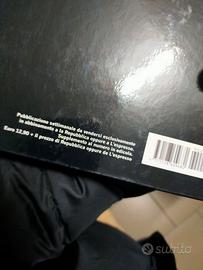 Pubblicazione settimanale da vendersi esclusivamente
in abbinamento a la Repubblica oppure a L'espresso.
Supplemento al numero in edicola.
Euro 12,90 + il prezzo di Repubblica oppure de L'espresso
subito